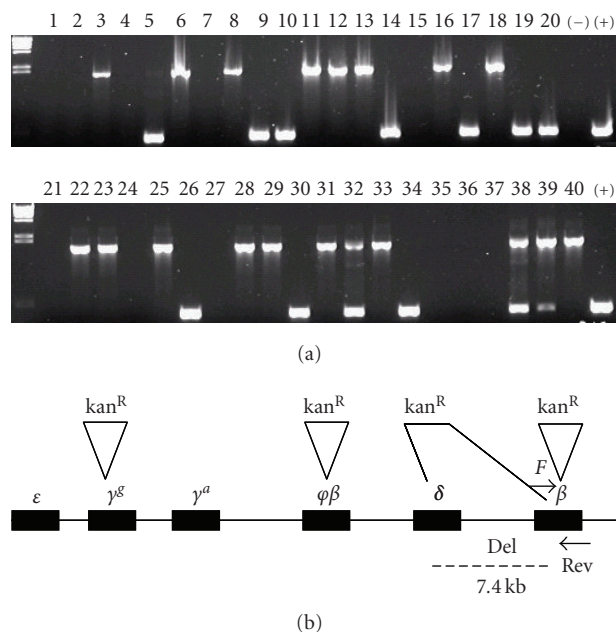 1 2 3 4 5 6 7 8 9 10 11 12 13 14 15 16 17 18 19 20 (−) (+)
21 22 23 24 25 26 27 28 29 30 31 32 33 34 35 36 37 38 39 40 (+)
(a)
kan^R kan^R kan^R kan^R
F
ε γ^g γ^a φβ δ β
Del
Rev
7.4 kb
(b)